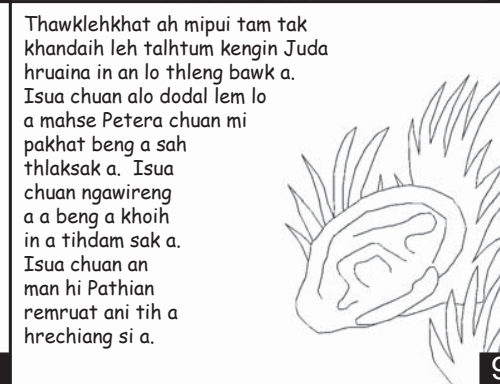 Thawklehkhat ah mipui tam tak
khandaih leh talhtum kengin Juda
hruaina in an lo thleng bawk a.
Isua chuan alo dodal lem lo
a mahse Petera chuan mi
pakhat beng a sah
thlaksak a.  Isua
chuan ngawireng
a a beng a khoih
in a tihdam sak a.
Isua chuan an
man hi Pathian
remruat ani tih a
hrechiang si a.
9